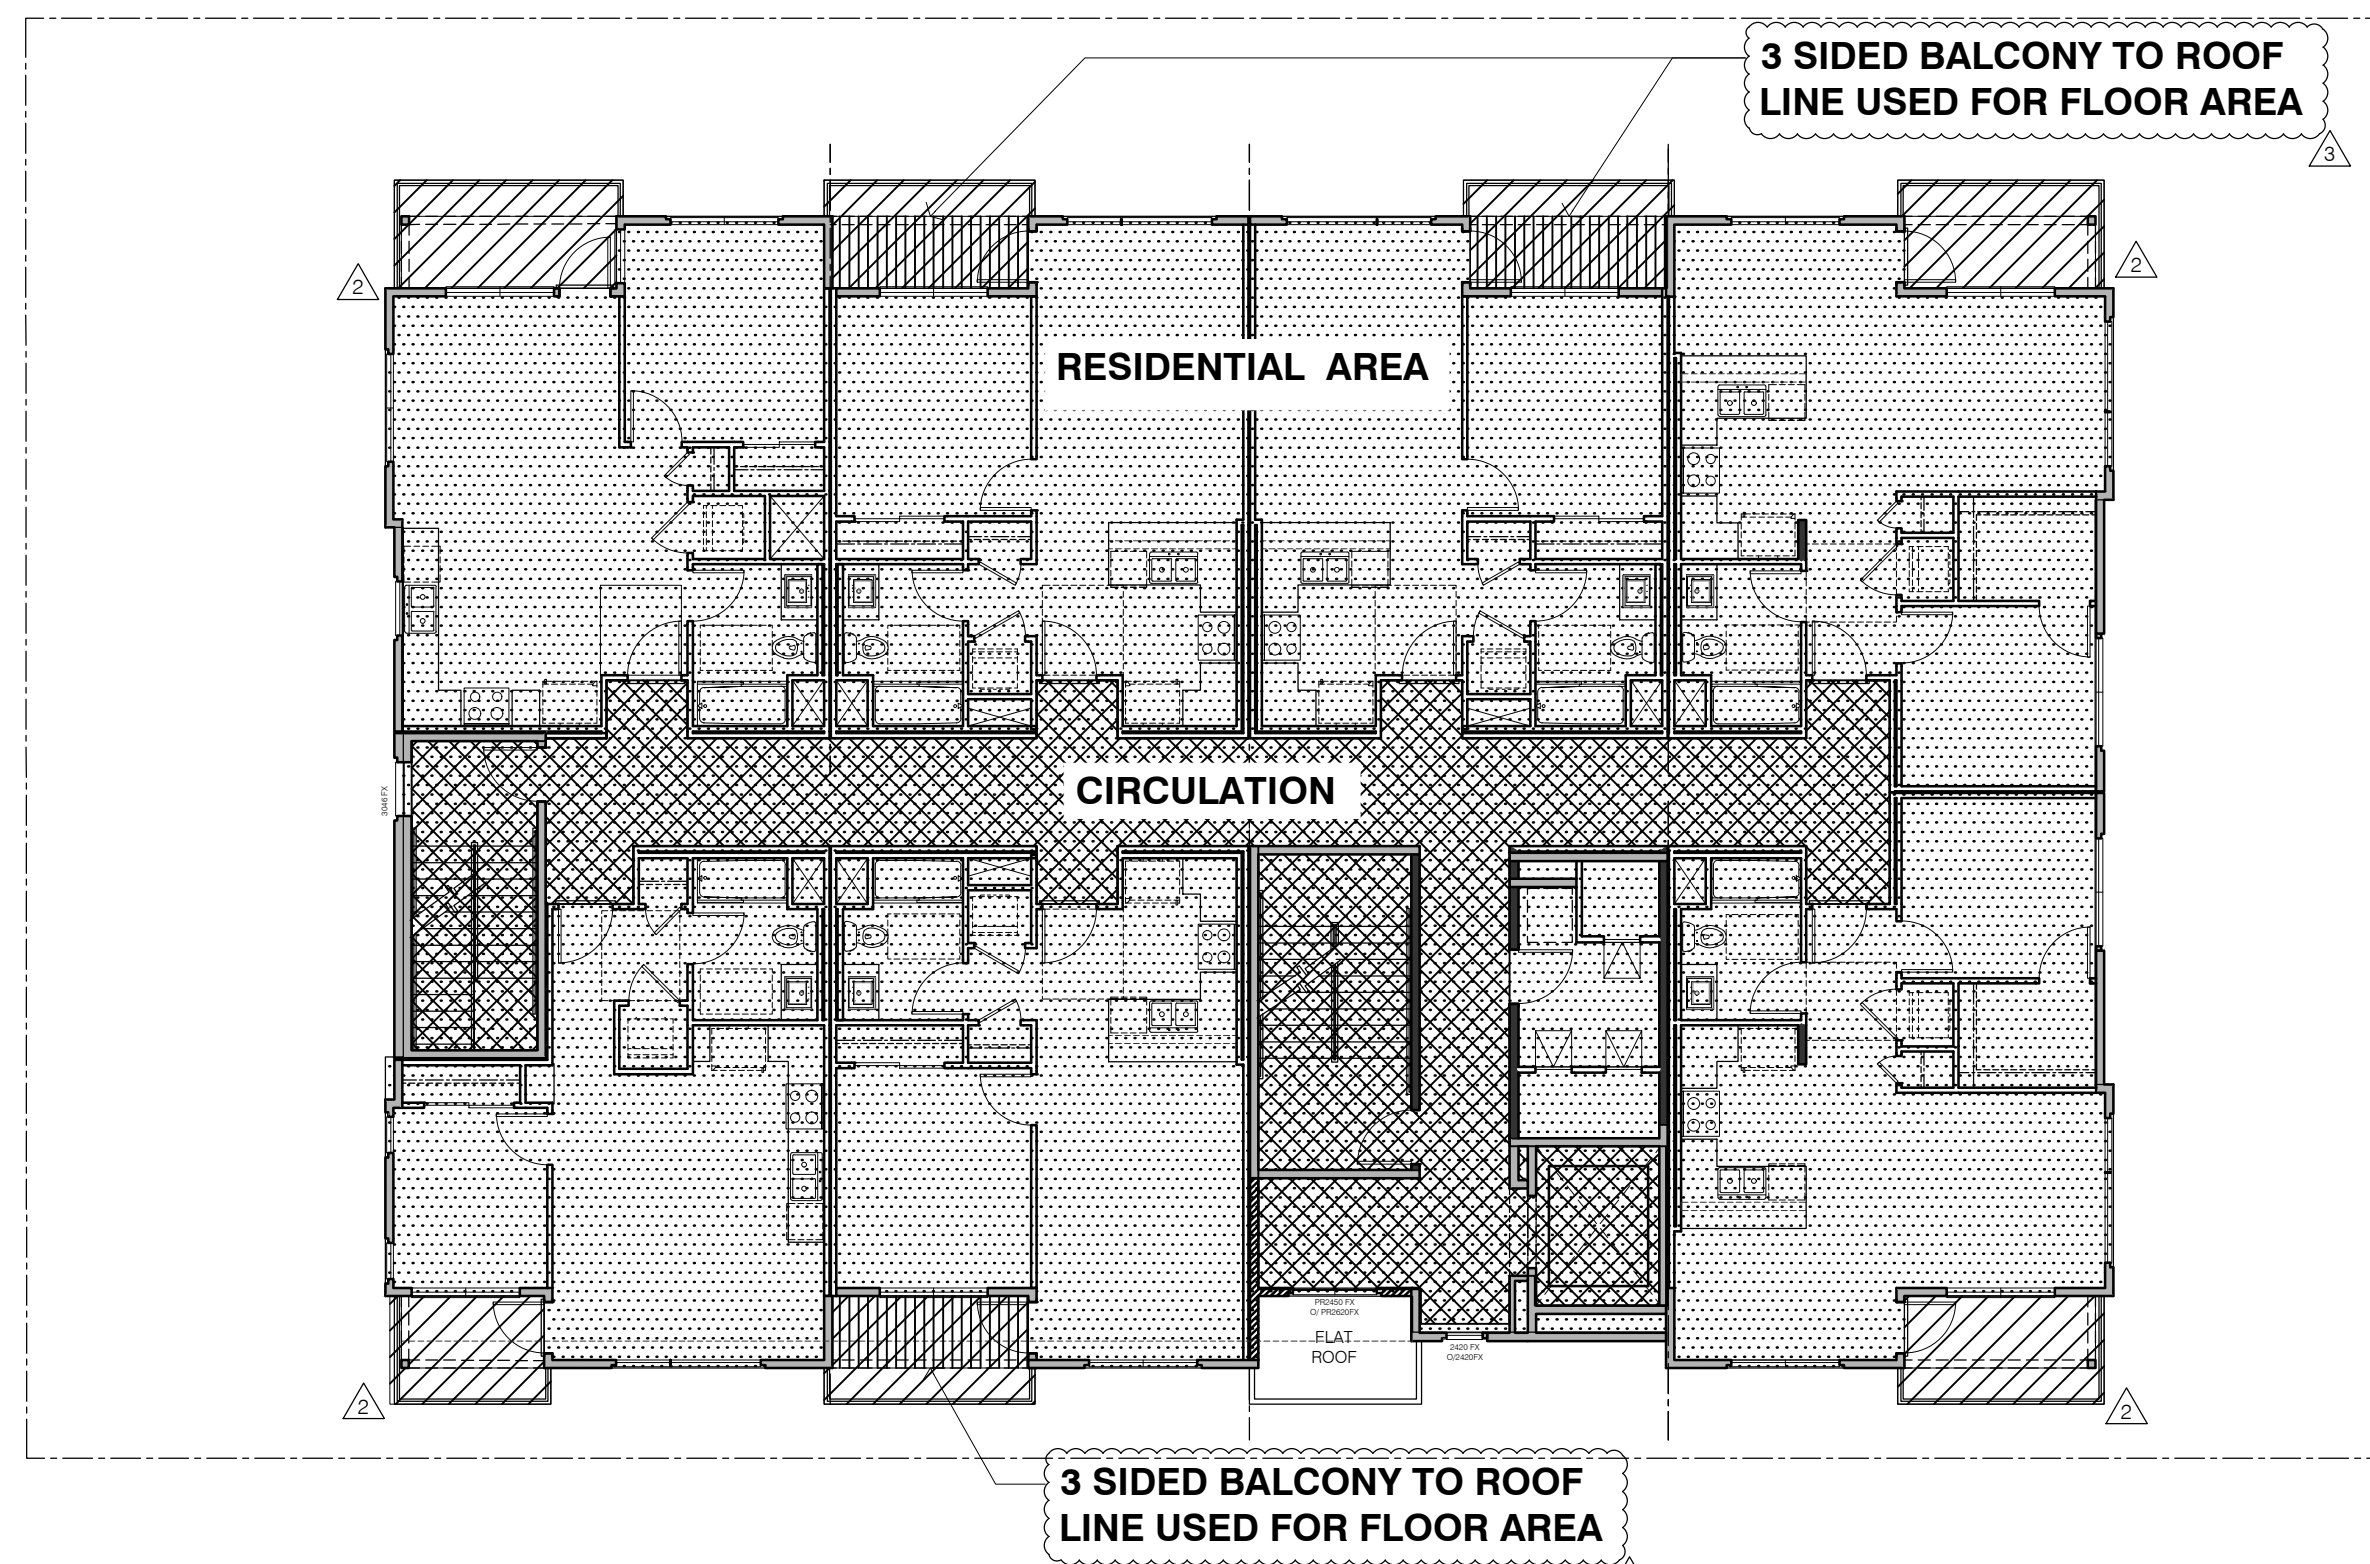 3 SIDED BALCONY TO ROOF
LINE USED FOR FLOOR AREA
3
2
2
RESIDENTIAL AREA
CIRCULATION
3046 FX
PR2450 FX
O/ PR2620FX
FLAT
ROOF
2420 FX
O/2420FX
2
2
3 SIDED BALCONY TO ROOF
LINE USED FOR FLOOR AREA